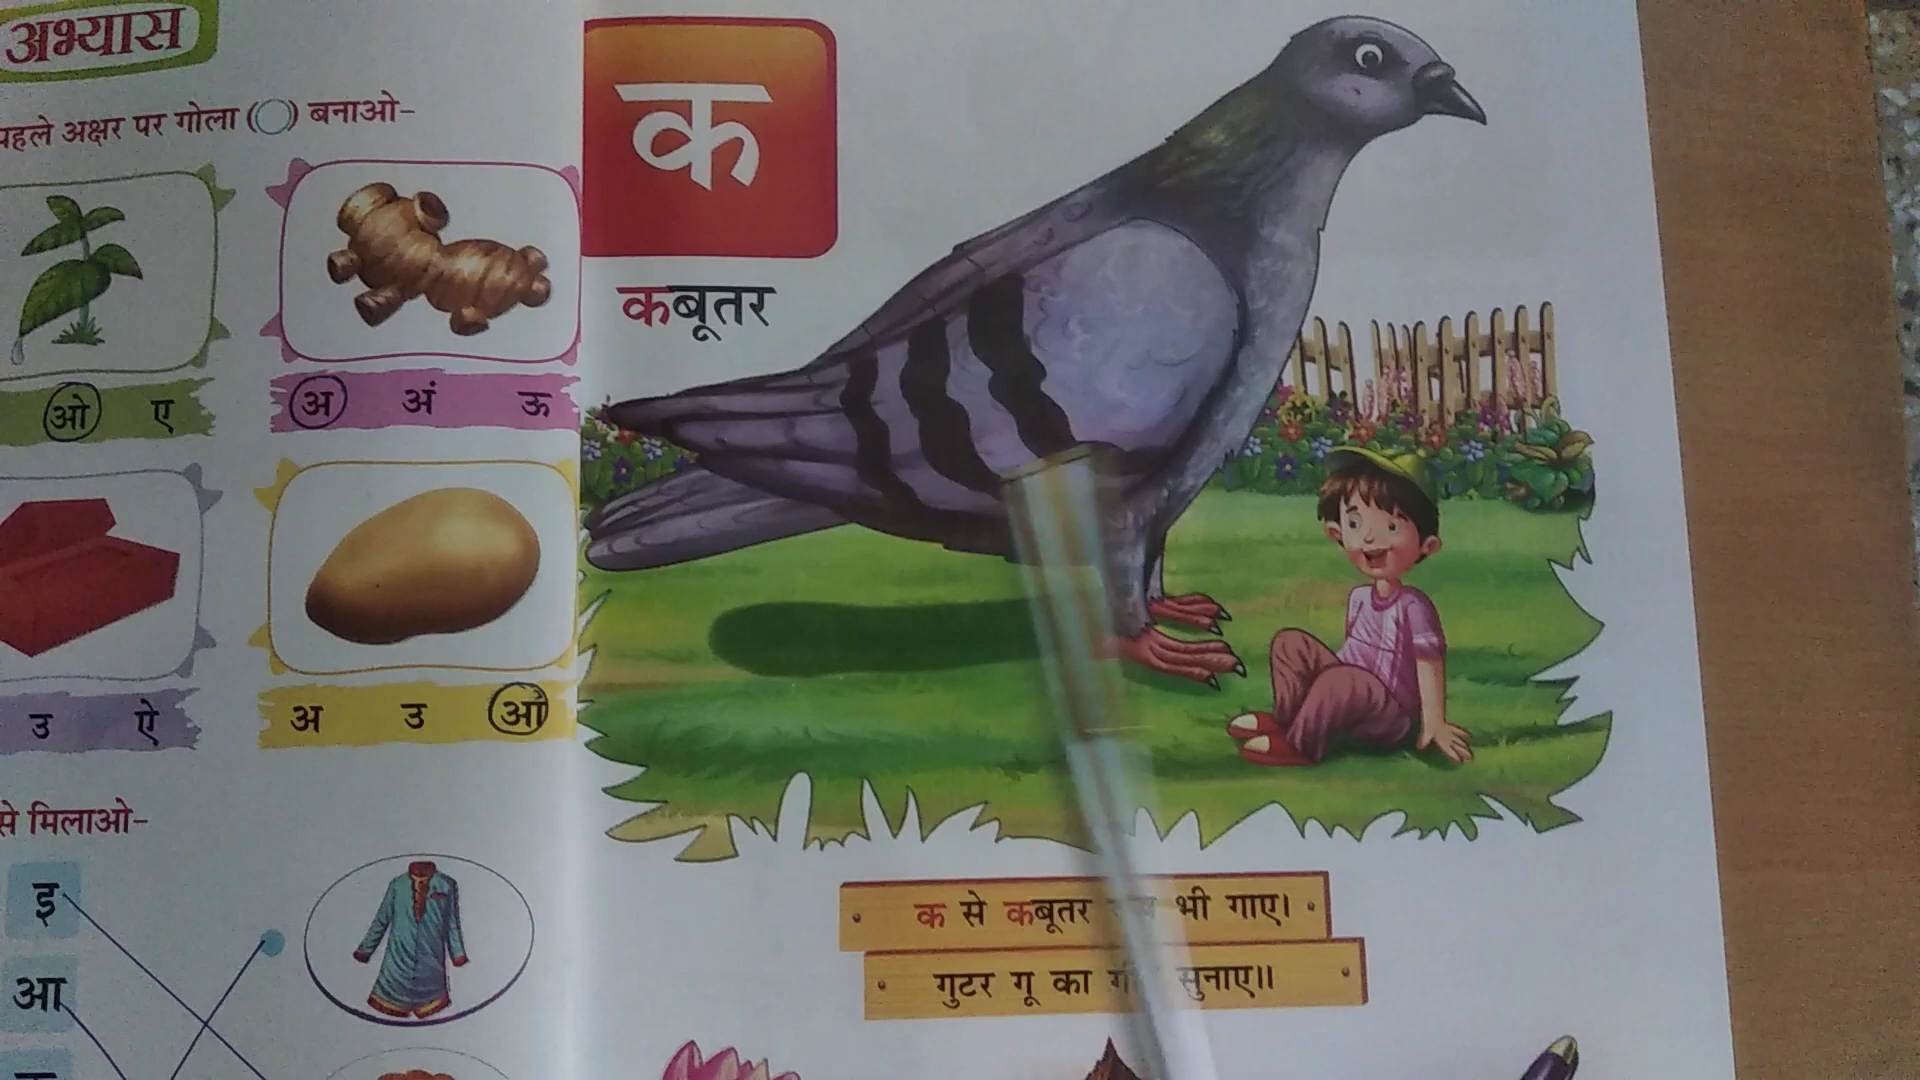 अभ्यास
पहले अक्षर पर गोला (○) बनाओ-
ओ ए
अ अं ऊ
उ ऐ
अ उ आ
से मिलाओ-
इ
आ
क
कबूतर
क से कबूतर भी गाए।
गुटर गू का सुनाए।।